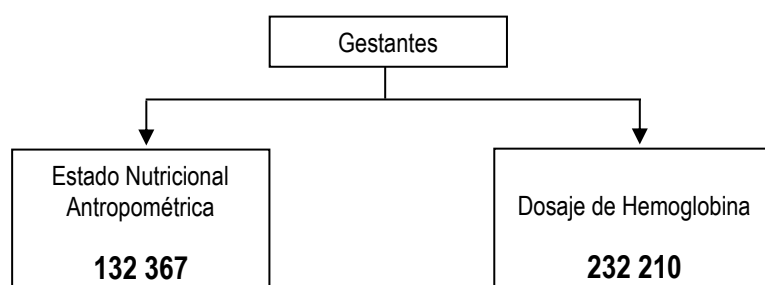 Gestantes
Estado Nutricional
Antropométrica
132 367
Dosaje de Hemoglobina
232 210